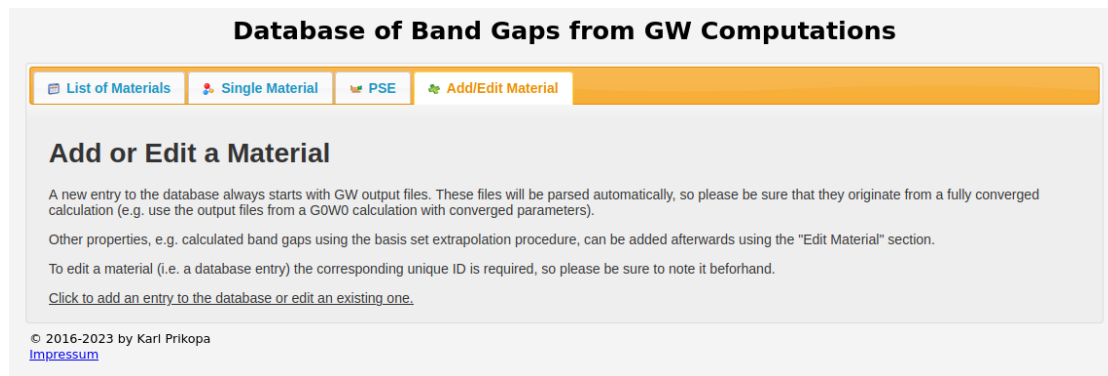 Database of Band Gaps from GW Computations
List of Materials
Single Material
PSE
Add/Edit Material
Add or Edit a Material
A new entry to the database always starts with GW output files. These files will be parsed automatically, so please be sure that they originate from a fully converged
calculation (e.g. use the output files from a G0W0 calculation with converged parameters).
Other properties, e.g. calculated band gaps using the basis set extrapolation procedure, can be added afterwards using the "Edit Material" section.
To edit a material (i.e. a database entry) the corresponding unique ID is required, so please be sure to note it beforhand.
Click to add an entry to the database or edit an existing one.
© 2016-2023 by Karl Prikopa
Impressum